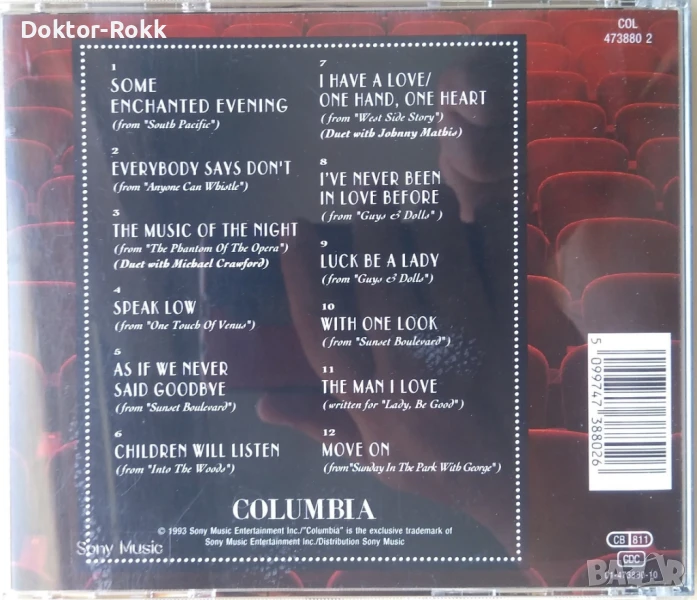 Doktor-Rokk
COL
473880 2
1
SOME
ENCHANTED EVENING
(from "South Pacific")
2
EVERYBODY SAYS DON'T
(from "Anyone Can Whistle")
3
THE MUSIC OF THE NIGHT
(from "The Phantom Of The Opera")
(Duet with Michael Crawford)
4
SPEAK LOW
(from "One Touch Of Venus")
5
AS IF WE NEVER
SAID GOODBYE
(from "Sunset Boulevard")
6
CHILDREN WILL LISTEN
(from "Into The Woods")
7
I HAVE A LOVE/
ONE HAND, ONE HEART
(from "West Side Story")
(Duet with Johnny Mathis)
8
I'VE NEVER BEEN
IN LOVE BEFORE
(from "Guys & Dolls")
9
LUCK BE A LADY
(from "Guys & Dolls")
10
WITH ONE LOOK
(from "Sunset Boulevard")
11
THE MAN I LOVE
(written for "Lady, Be Good")
12
MOVE ON
(from "Sunday In The Park With George")
COLUMBIA
© 1993 Sony Music Entertainment Inc./"Columbia" is the exclusive trademark of
Sony Music Entertainment Inc./Distribution Sony Music
Sony Music
5 099747 388026
CB 811
CDC
01-473880-10
BAZAR